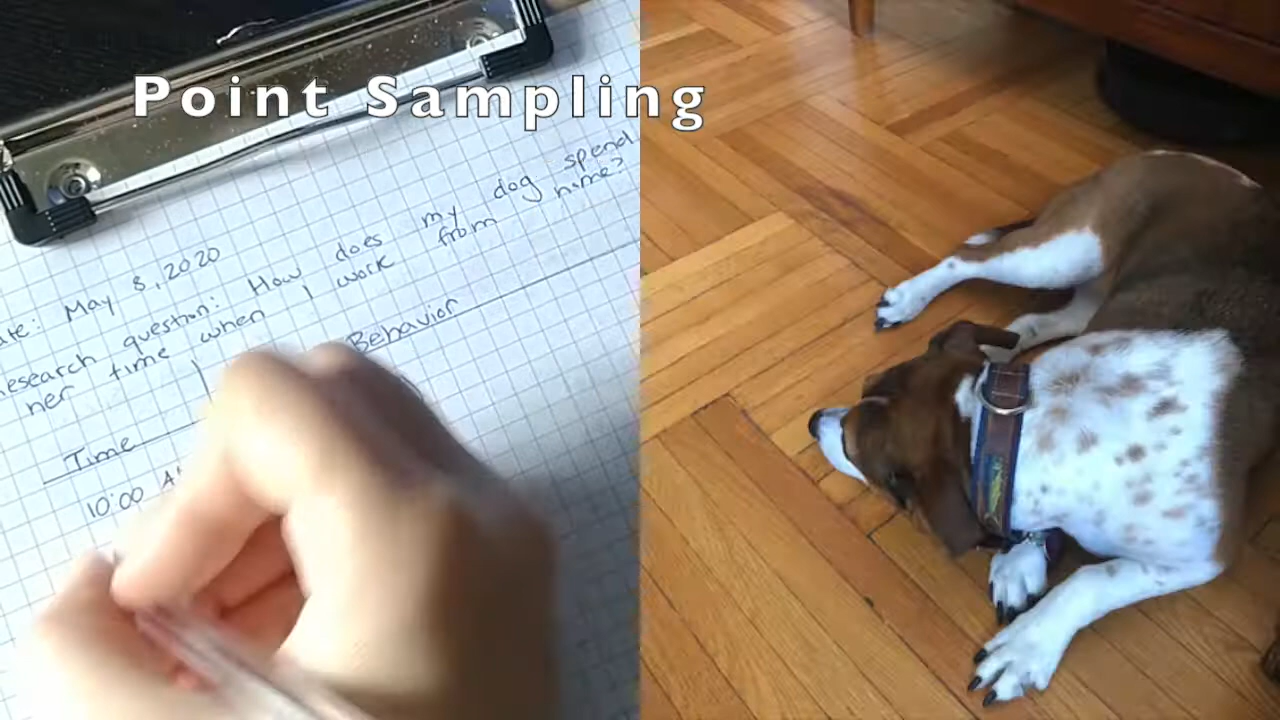 Point Sampling
Date: May 8, 2020
Research question: How does my dog spend
her time when I work from home?
Time Behavior
10:00 A